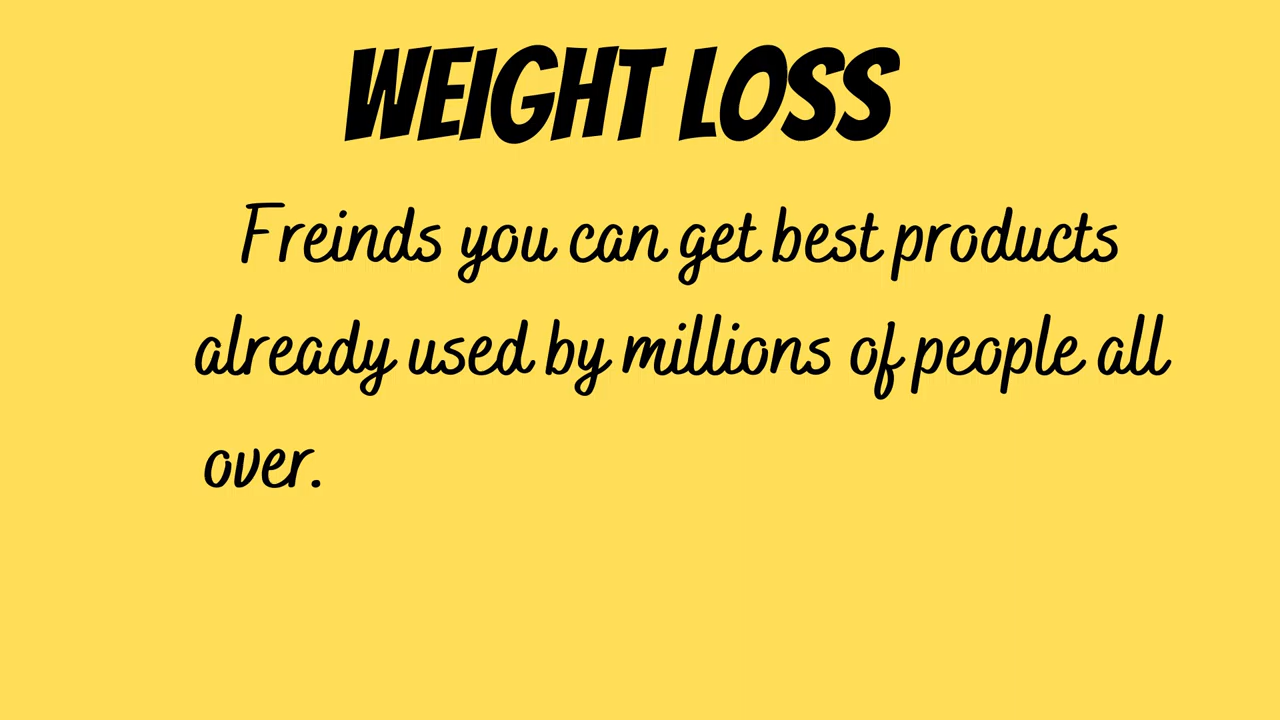 WEIGHT LOSS
Freinds you can get best products
already used by millions of people all
over.